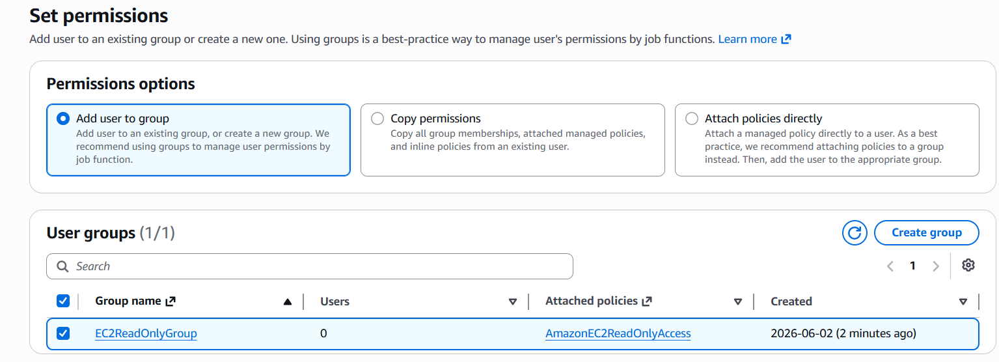 Set permissions
Add user to an existing group or create a new one. Using groups is a best-practice way to manage user's permissions by job functions. Learn more
Permissions options
Add user to group
Add user to an existing group, or create a new group. We
recommend using groups to manage user permissions by
job function.
Copy permissions
Copy all group memberships, attached managed policies,
and inline policies from an existing user.
Attach policies directly
Attach a managed policy directly to a user. As a best
practice, we recommend attaching policies to a group
instead. Then, add the user to the appropriate group.
User groups (1/1)
Create group
Search
1
Group name Users Attached policies Created
EC2ReadOnlyGroup 0 AmazonEC2ReadOnlyAccess 2026-06-02 (2 minutes ago)